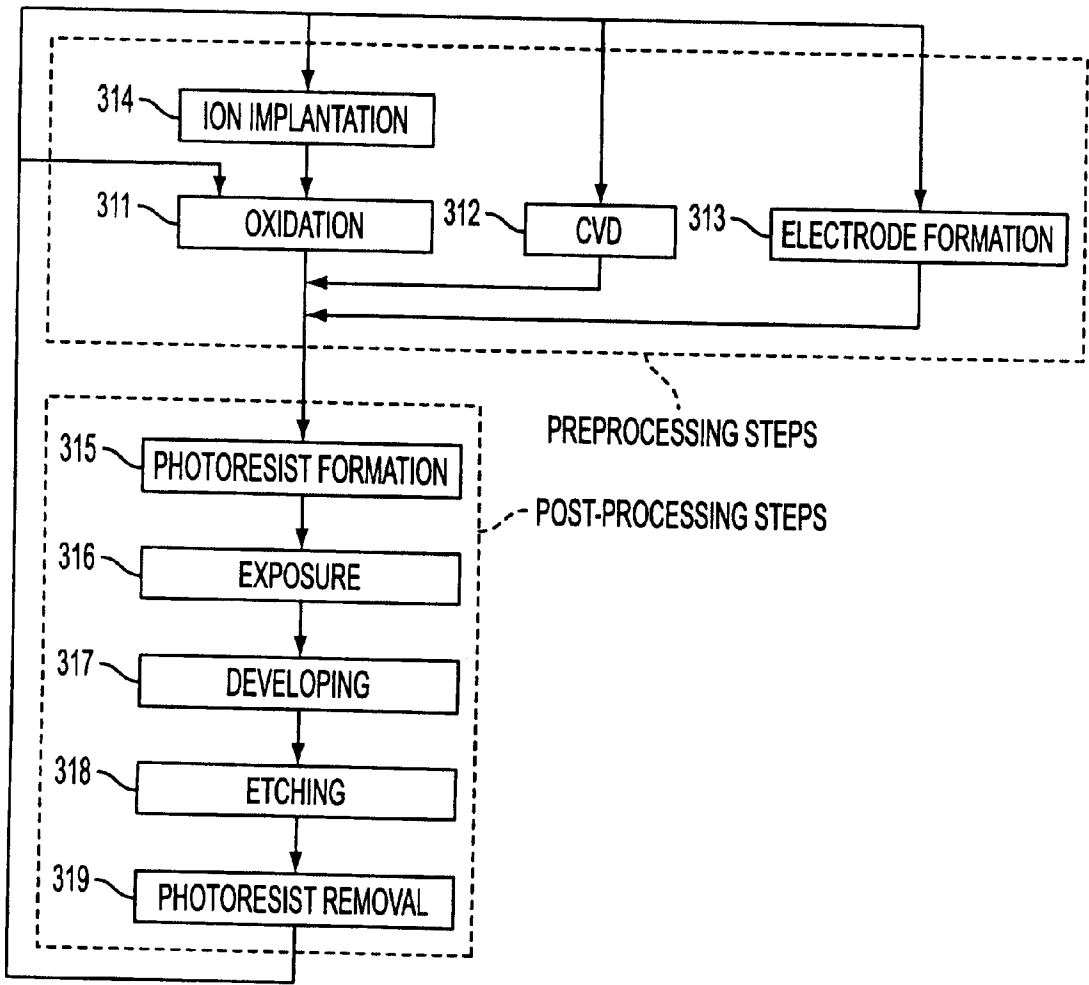 314
ION IMPLANTATION
311
OXIDATION
312
CVD
313
ELECTRODE FORMATION
PREPROCESSING STEPS
315
PHOTORESIST FORMATION
POST-PROCESSING STEPS
316
EXPOSURE
317
DEVELOPING
318
ETCHING
319
PHOTORESIST REMOVAL